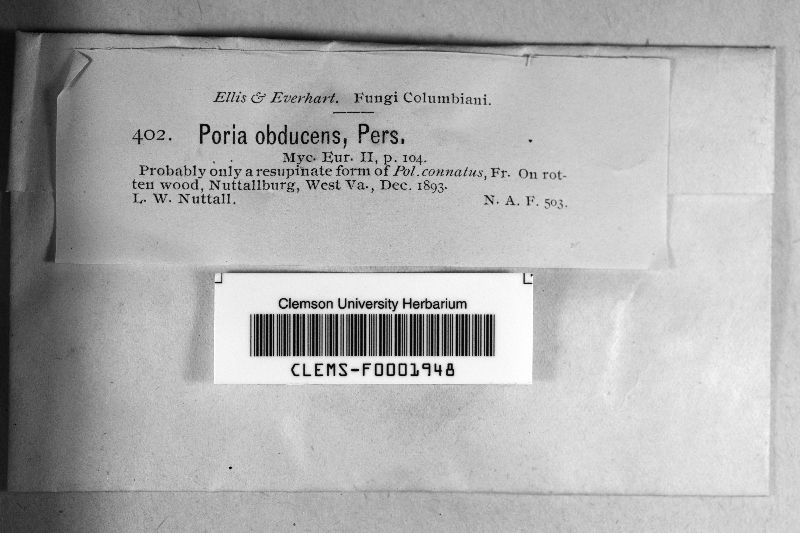 Ellis & Everhart. Fungi Columbiani.
402. Poria obducens, Pers.
Myc. Eur. II, p. 104.
Probably only a resupinate form of Pol. connatus, Fr. On rot-
ten wood, Nuttallburg, West Va., Dec. 1893.
L. W. Nuttall. N. A. F. 503.
Clemson University Herbarium
CLEMS-F0001948